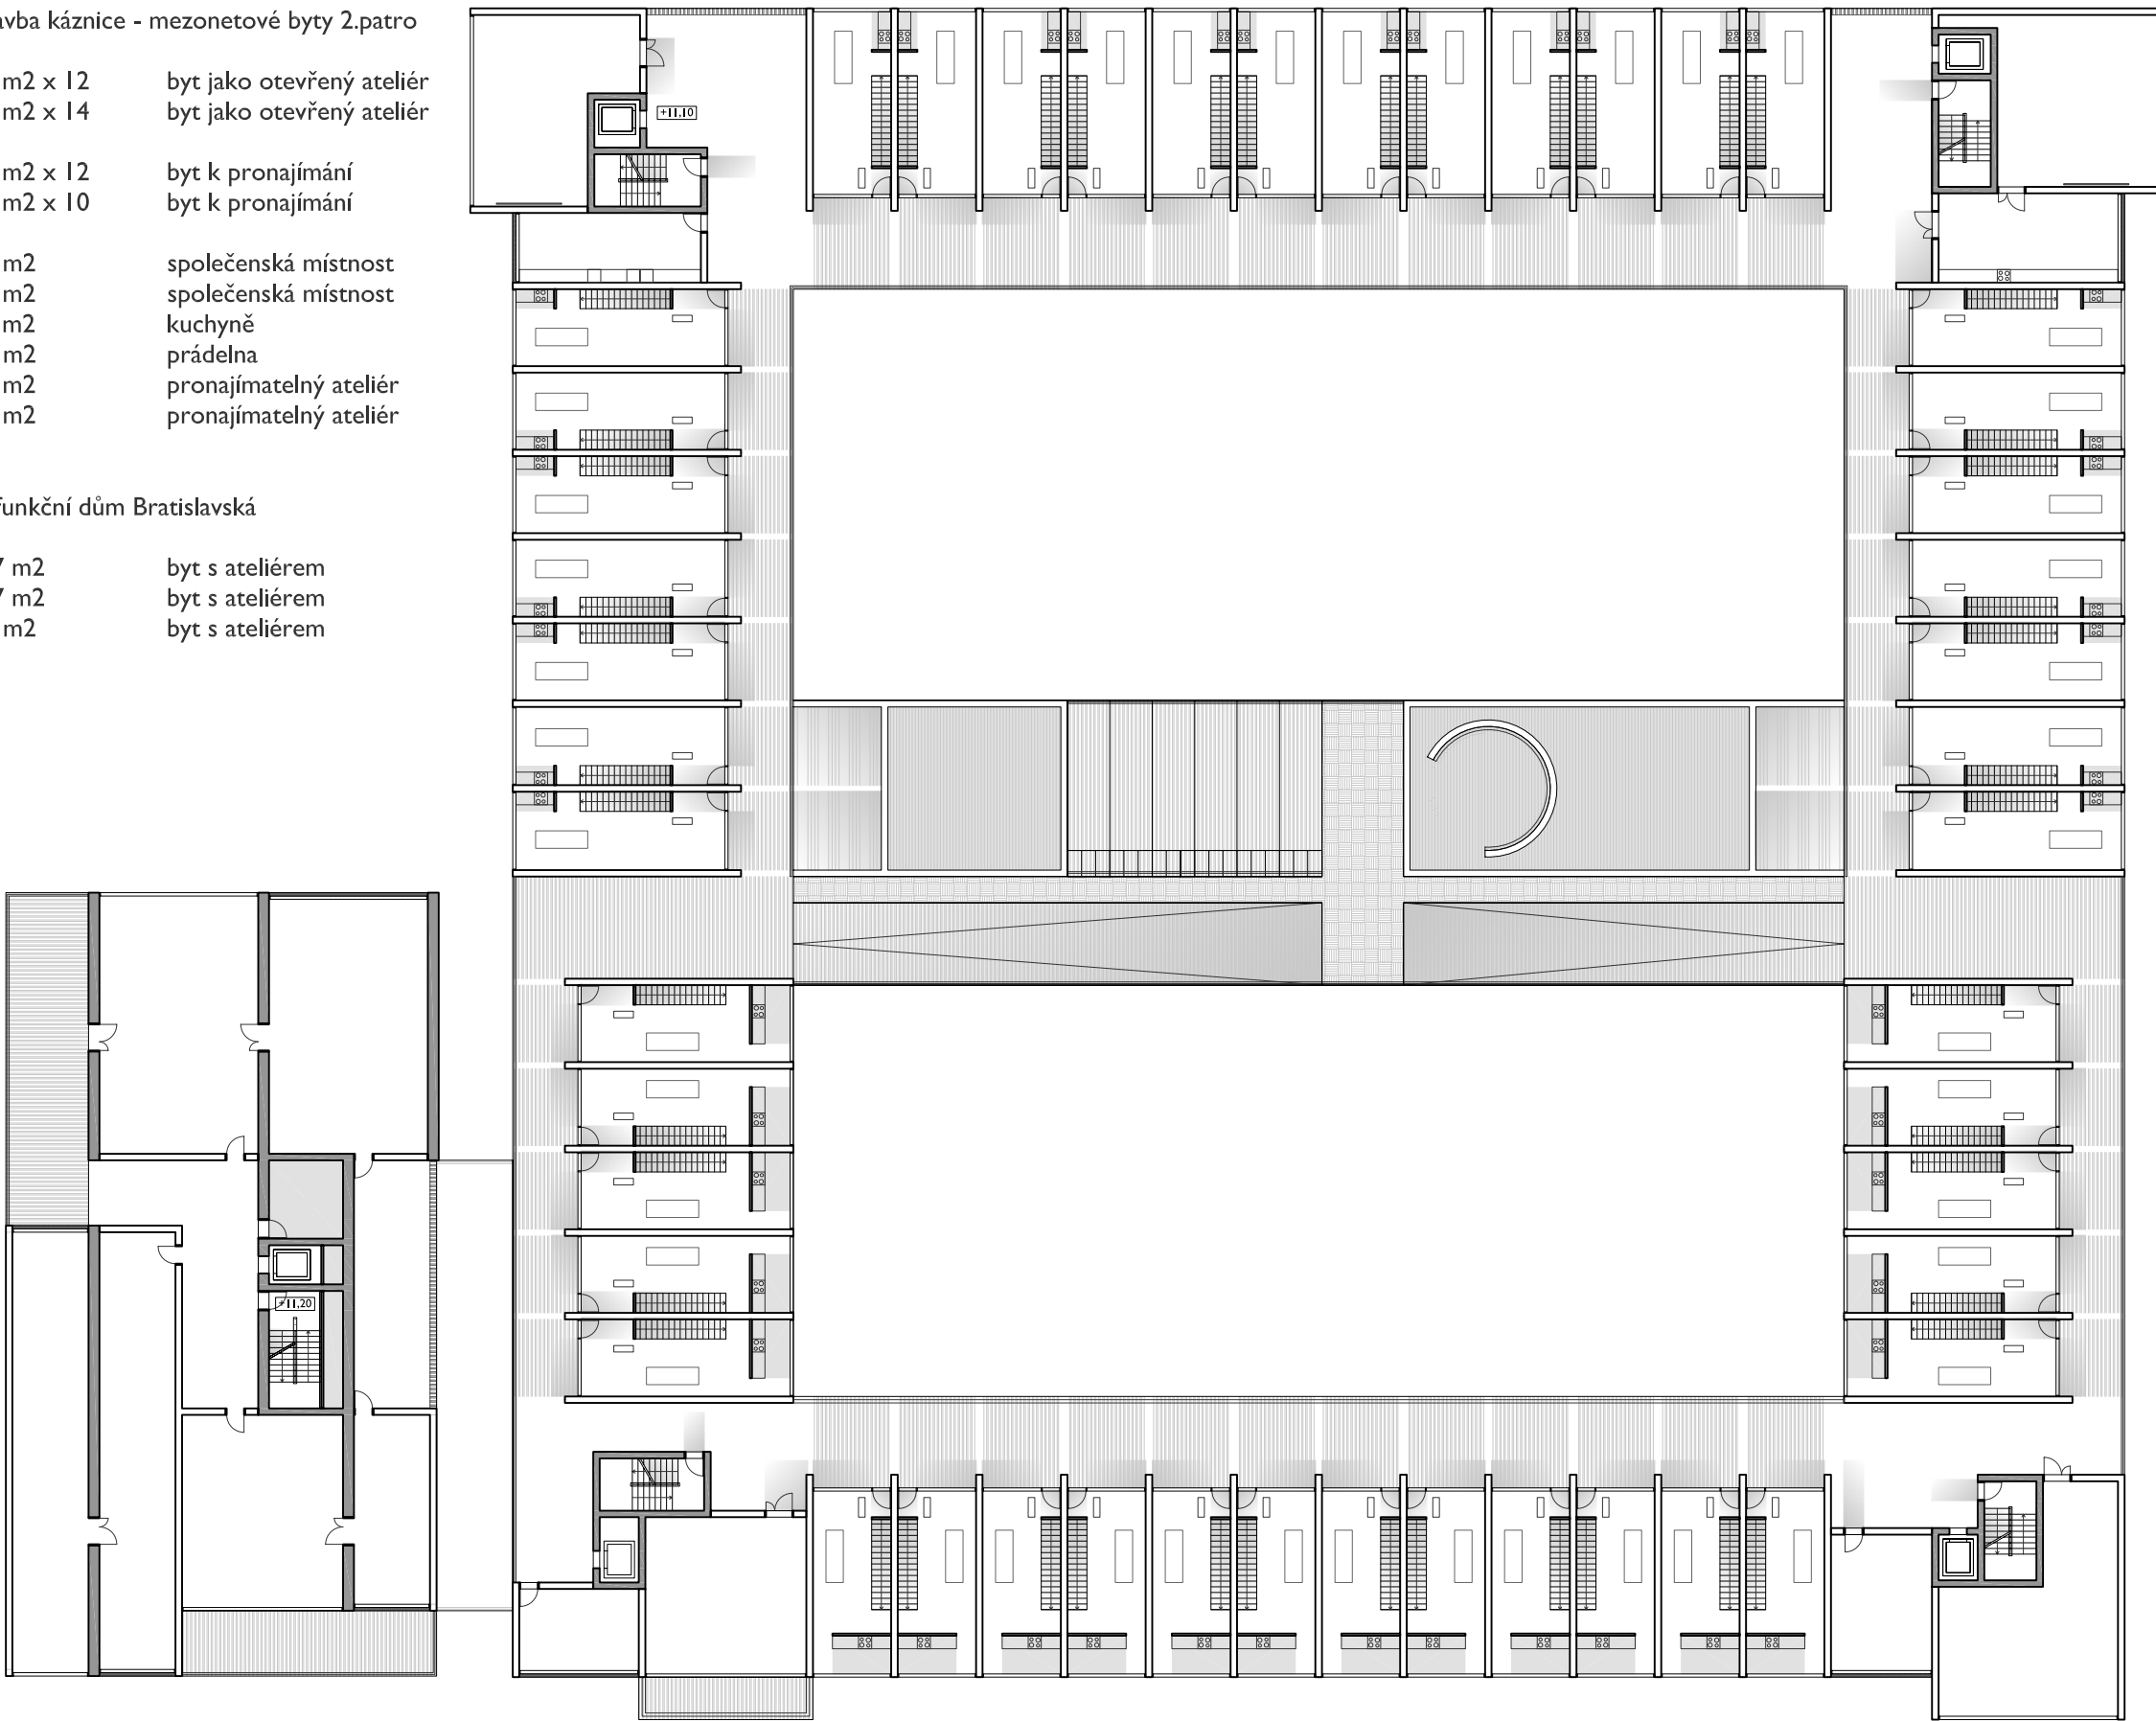 avba káznice - mezonetové byty 2.patro
m2 x 12 byt jako otevřený ateliér
m2 x 14 byt jako otevřený ateliér
m2 x 12 byt k pronajímání
m2 x 10 byt k pronajímání
m2 společenská místnost
m2 společenská místnost
m2 kuchyně
m2 prádelna
m2 pronajímatelný ateliér
m2 pronajímatelný ateliér
funkční dům Bratislavská
7 m2 byt s ateliérem
7 m2 byt s ateliérem
m2 byt s ateliérem
+11,10
+11,20